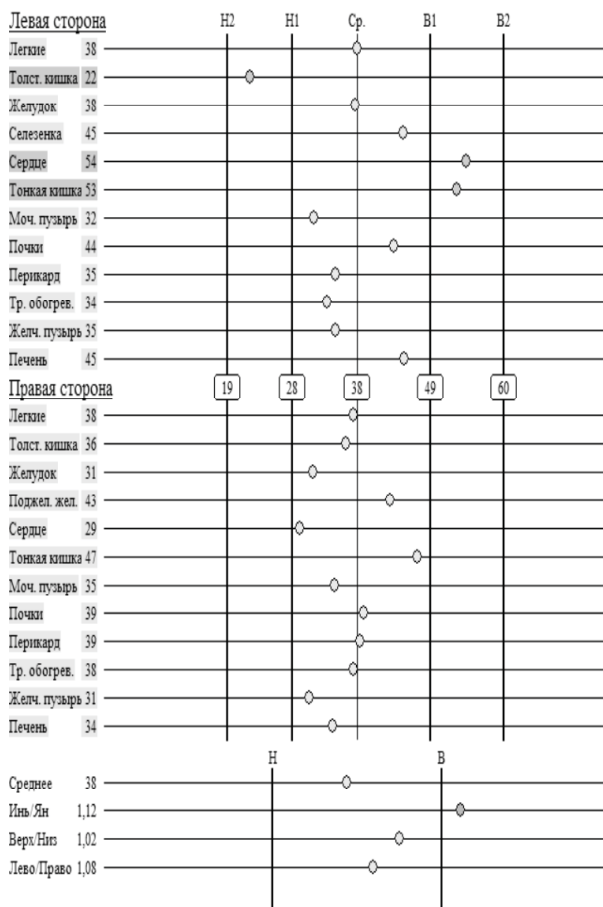 Левая сторона Н2 Н1 Ср. В1 В2
Легкие 38
Толст. кишка 22
Желудок 38
Селезенка 45
Сердце 54
Тонкая кишка 53
Моч. пузырь 32
Почки 44
Перикард 35
Тр. обогрев. 34
Желч. пузырь 35
Печень 45
Правая сторона 19 28 38 49 60
Легкие 38
Толст. кишка 36
Желудок 31
Поджел. жел. 43
Сердце 29
Тонкая кишка 47
Моч. пузырь 35
Почки 39
Перикард 39
Тр. обогрев. 38
Желч. пузырь 31
Печень 34
Н В
Среднее 38
Инь/Ян 1,12
Верх/Низ 1,02
Лево/Право 1,08